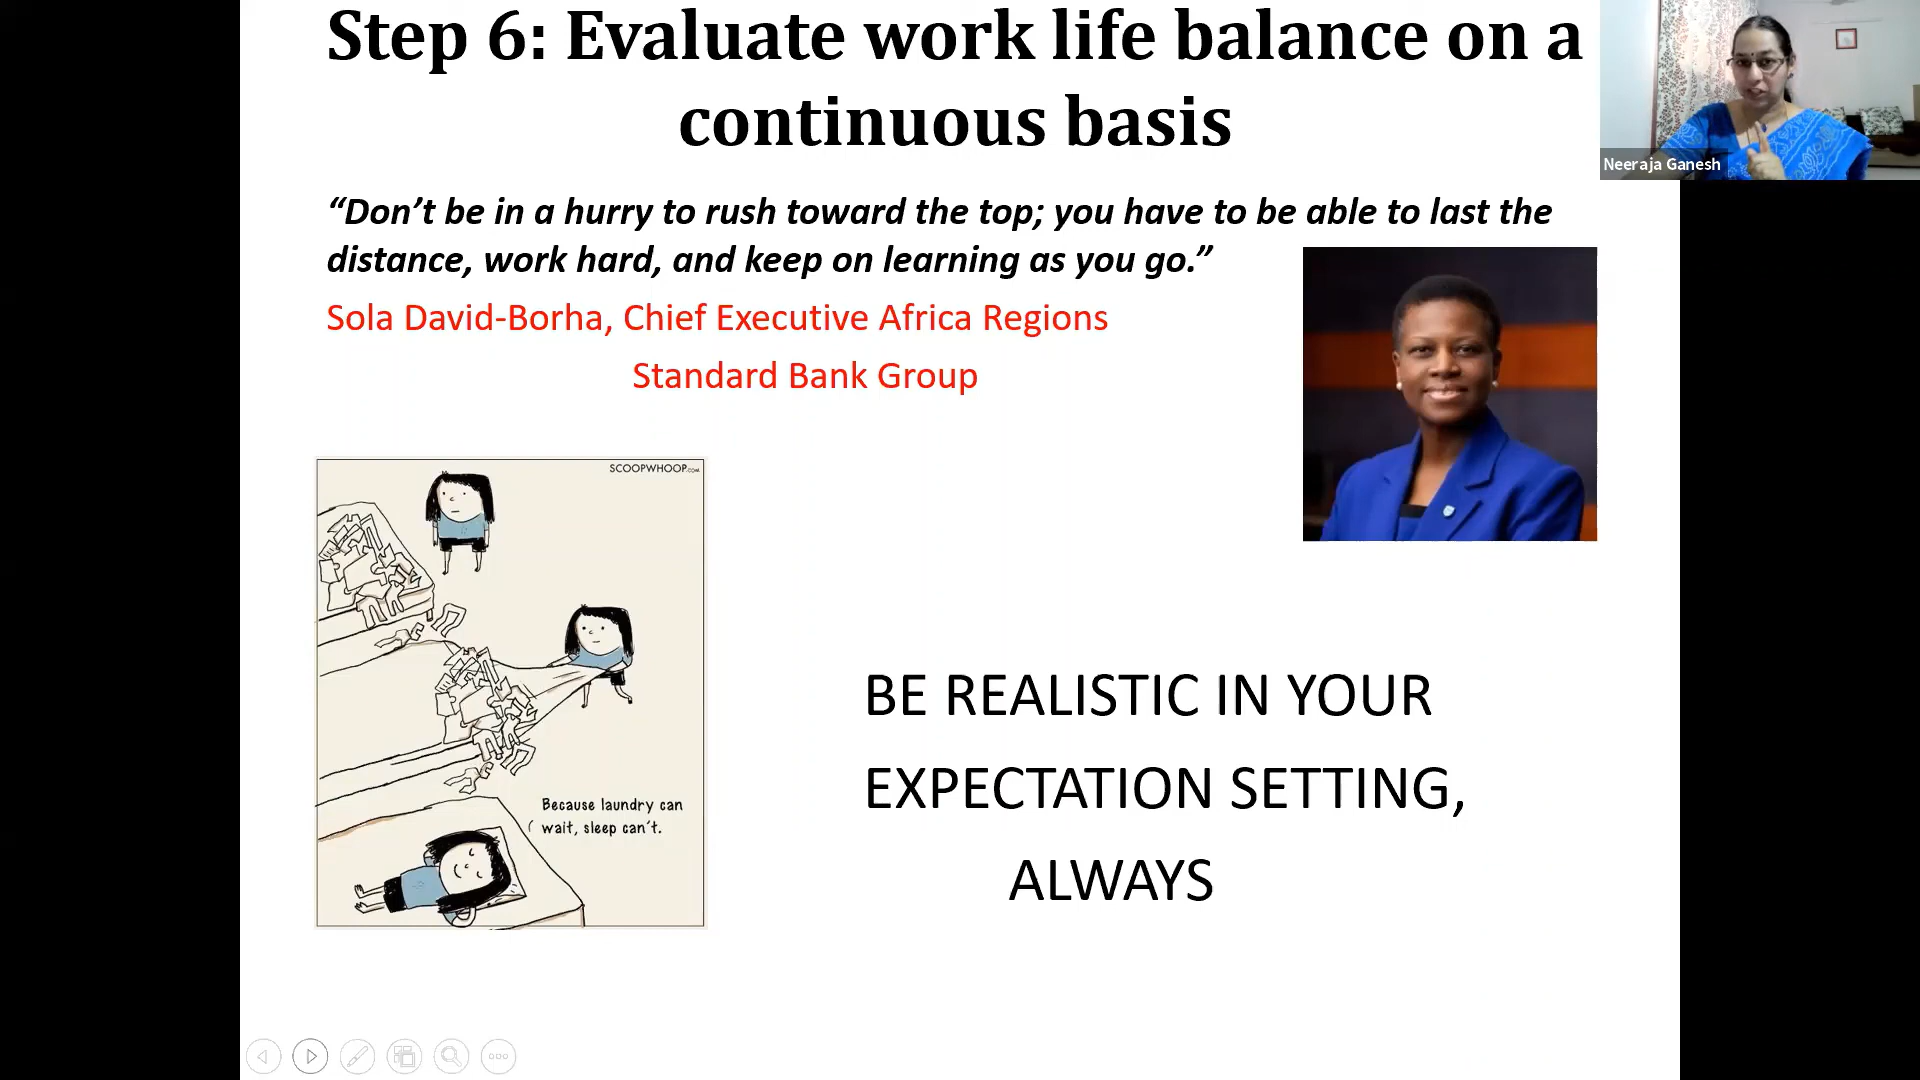 Step 6: Evaluate work life balance on a
continuous basis
Neeraja Ganesh
“Don’t be in a hurry to rush toward the top; you have to be able to last the
distance, work hard, and keep on learning as you go.”
Sola David-Borha, Chief Executive Africa Regions
Standard Bank Group
SCOOPWHOOP.COM
Because laundry can
wait, sleep can't.
BE REALISTIC IN YOUR
EXPECTATION SETTING,
ALWAYS